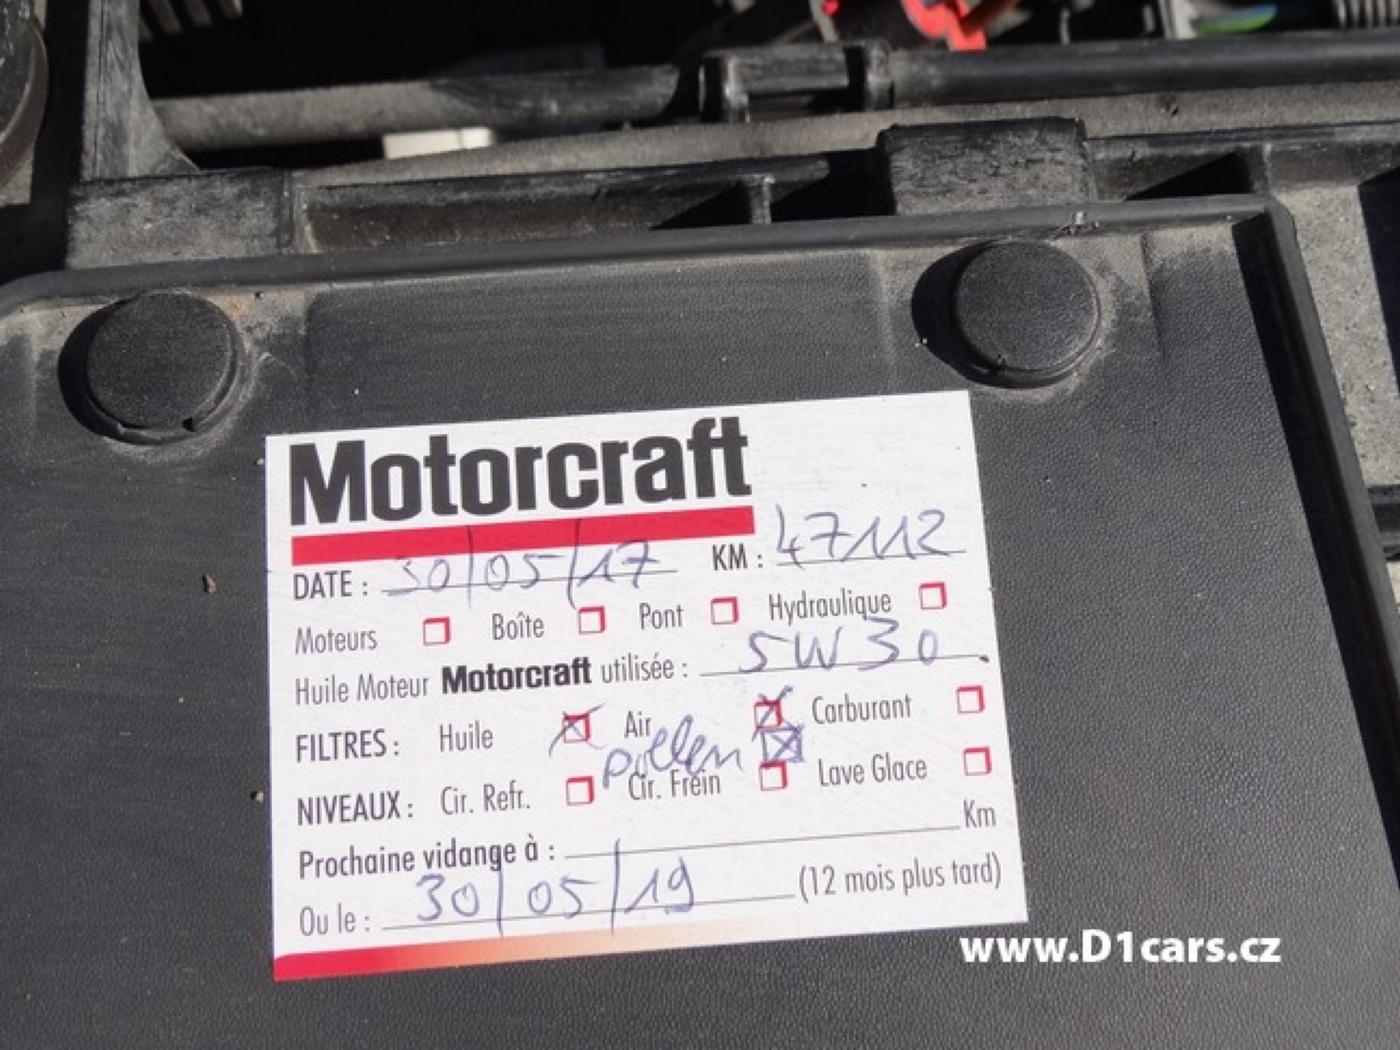 Motorcraft
DATE : 30/05/17 KM : 47112
Moteurs Boîte Pont Hydraulique
Huile Moteur Motorcraft utilisée : 5W30
FILTRES : Huile Air Carburant
pollen
NIVEAUX : Cir. Refr. Cir. Frein Lave Glace
Prochaine vidange à : Km
Ou le : 30/05/19 (12 mois plus tard)
www.D1cars.cz